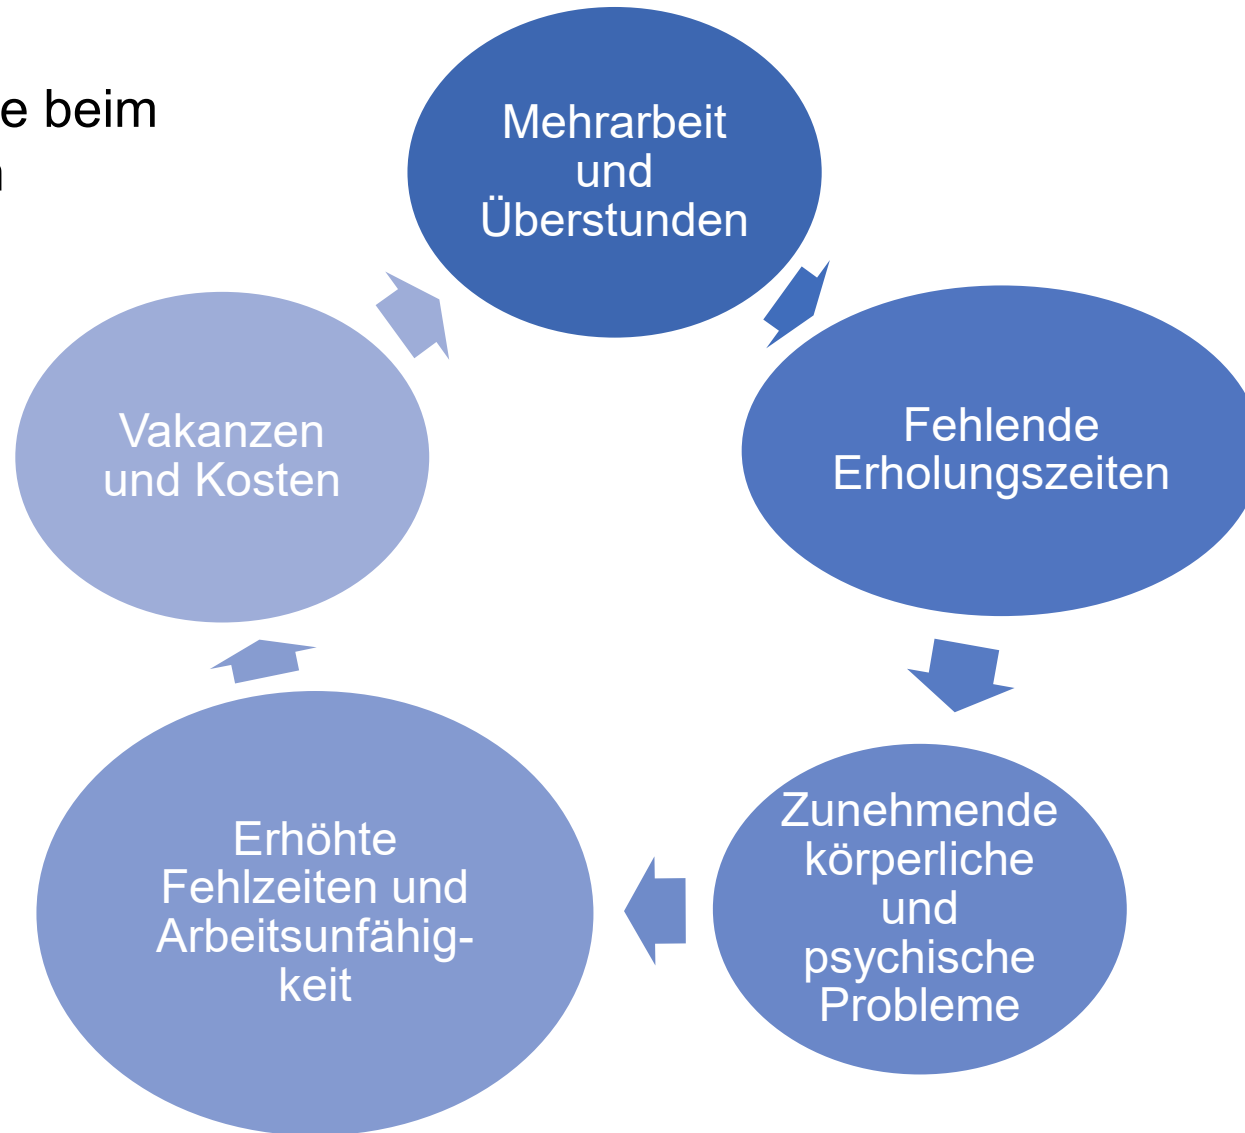 e beim
Mehrarbeit
und
Überstunden
Fehlende
Erholungszeiten
Zunehmende
körperliche
und
psychische
Probleme
Erhöhte
Fehlzeiten und
Arbeitsunfähig-
keit
Vakanzen
und Kosten